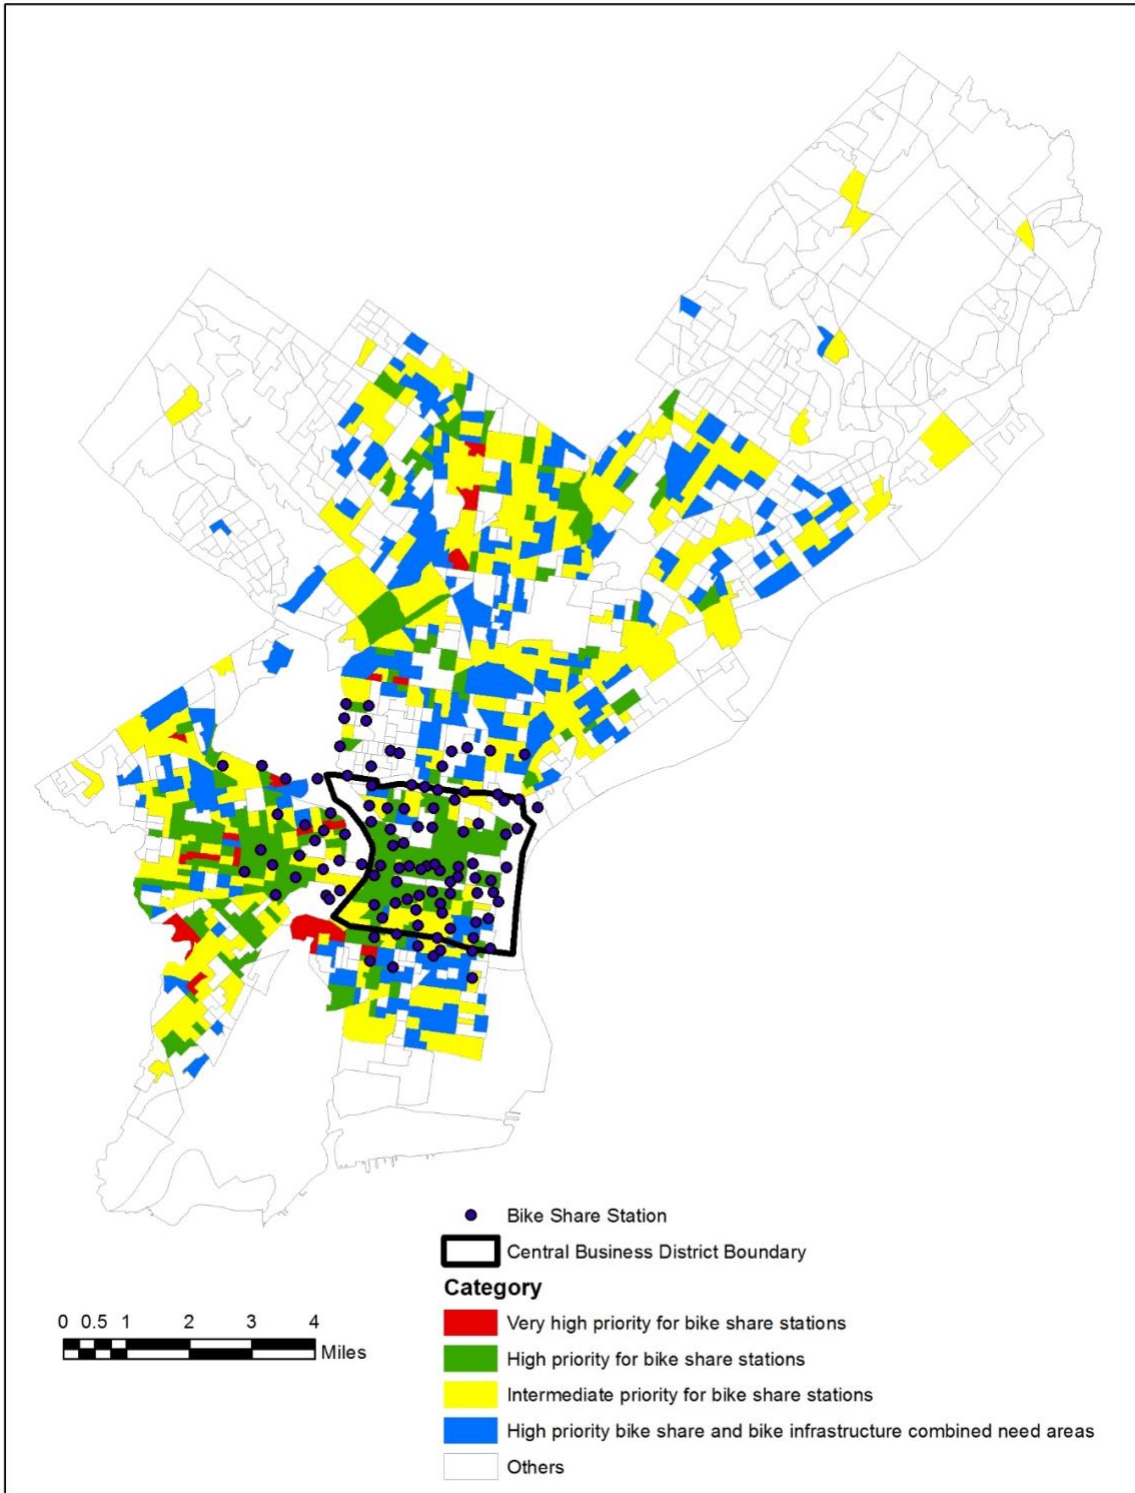 Bike Share Station
Central Business District Boundary
Category
Very high priority for bike share stations
High priority for bike share stations
Intermediate priority for bike share stations
High priority bike share and bike infrastructure combined need areas
Others
0 0.5 1 2 3 4
Miles